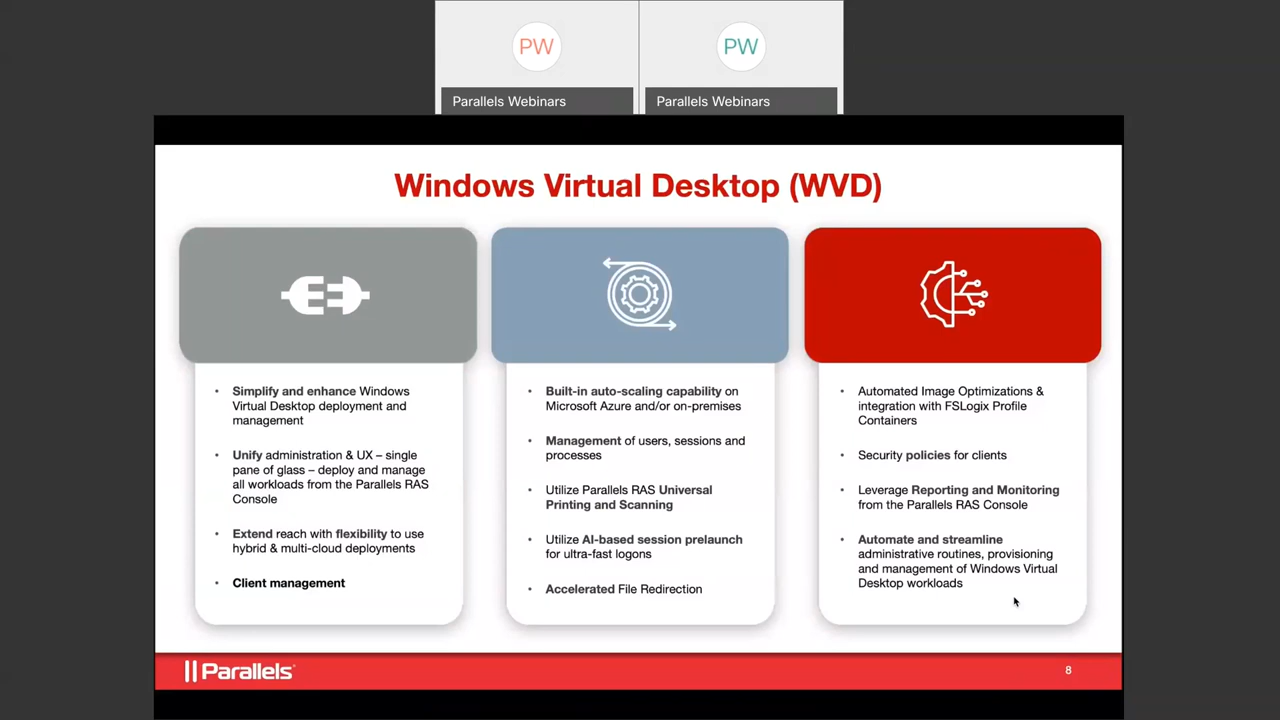 PW
PW
Parallels Webinars
Parallels Webinars
Windows Virtual Desktop (WVD)
• Simplify and enhance Windows
Virtual Desktop deployment and
management
• Unify administration & UX – single
pane of glass – deploy and manage
all workloads from the Parallels RAS
Console
• Extend reach with flexibility to use
hybrid & multi-cloud deployments
• Client management
• Built-in auto-scaling capability on
Microsoft Azure and/or on-premises
• Management of users, sessions and
processes
• Utilize Parallels RAS Universal
Printing and Scanning
• Utilize AI-based session prelaunch
for ultra-fast logons
• Accelerated File Redirection
• Automated Image Optimizations &
integration with FSLogix Profile
Containers
• Security policies for clients
• Leverage Reporting and Monitoring
from the Parallels RAS Console
• Automate and streamline
administrative routines, provisioning
and management of Windows Virtual
Desktop workloads
Parallels
8